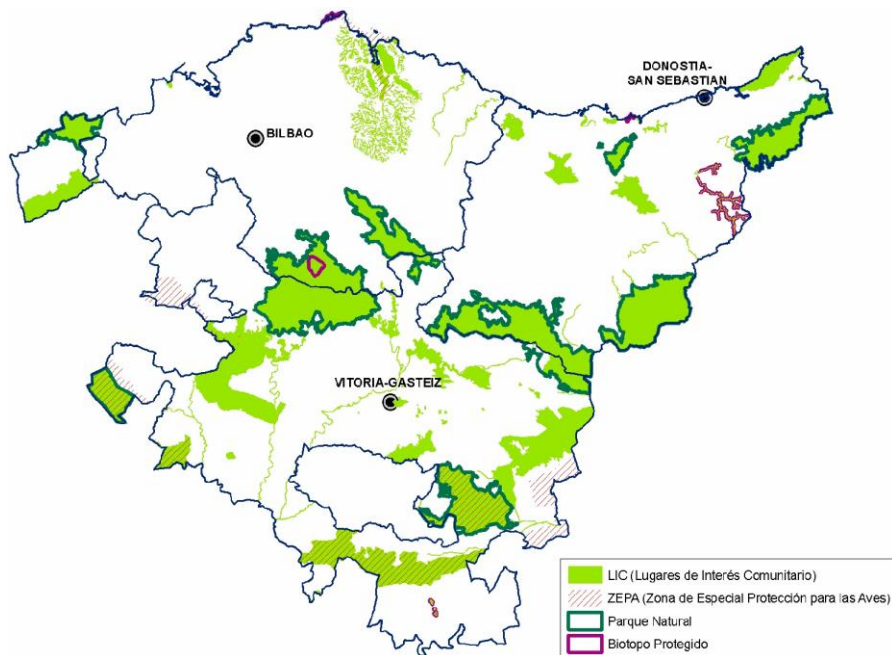 DONOSTIA-
SAN SEBASTIAN
BILBAO
VITORIA-GASTEIZ
LIC (Lugares de Interés Comunitario)
ZEPA (Zona de Especial Protección para las Aves)
Parque Natural
Biotopo Protegido